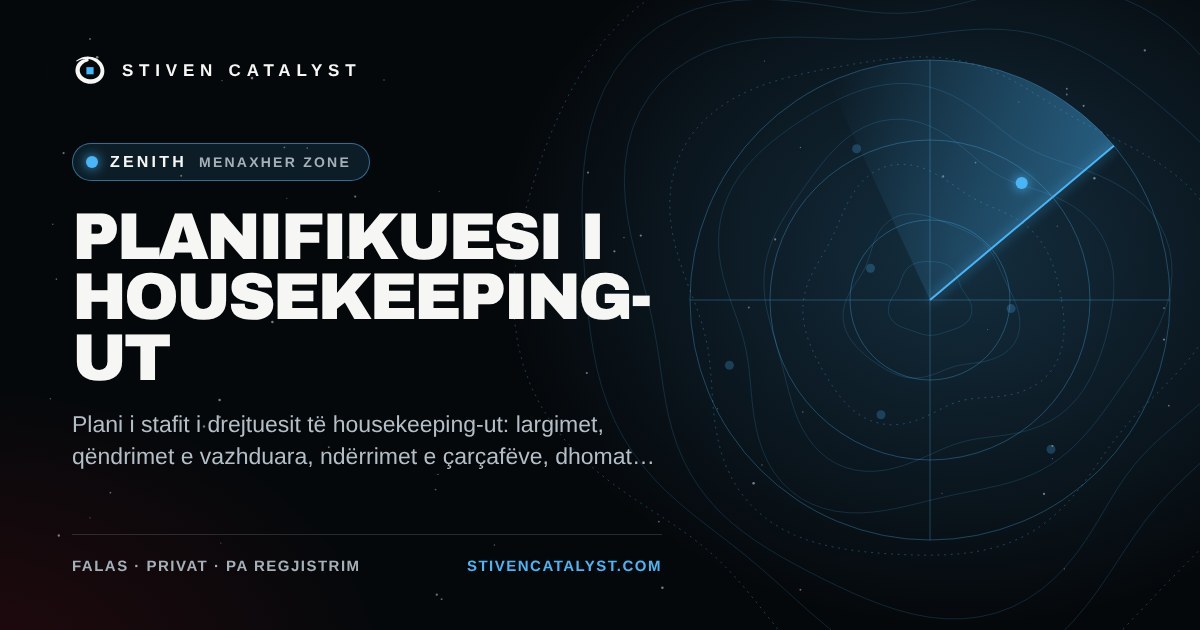 STIVEN CATALYST
ZENITH MENAXHER ZONE
PLANIFIKUESI I
HOUSEKEEPING-
UT
Plani i stafit i drejtuesit të housekeeping-ut: largimet,
qëndrimet e vazhduara, ndërrimet e çarçafëve, dhomat…
FALAS · PRIVAT · PA REGJISTRIM
STIVENCATALYST.COM